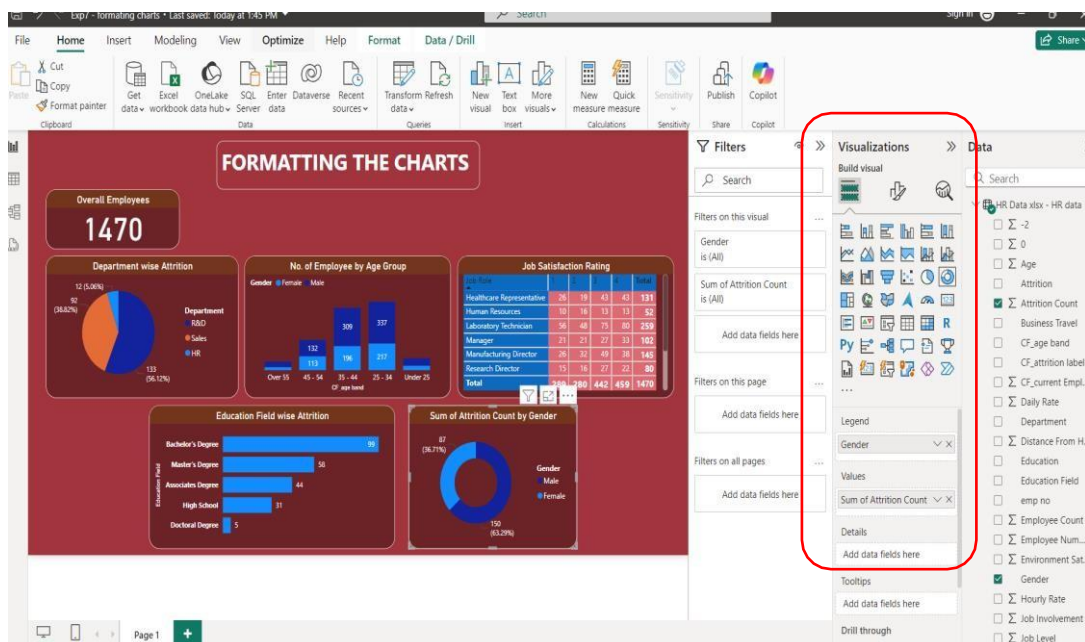 Exp7 - formatting charts • Last saved: Today at 1:45 PM
Search
Sign in
File Home Insert Modeling View Optimize Help Format Data / Drill
Share
Paste
Cut
Copy
Format painter
Get data
Excel workbook
OneLake data hub
SQL Server
Enter data
Dataverse
Recent sources
Transform data
Refresh
New visual
Text box
More visuals
New measure
Quick measure
Sensitivity
Publish
Copilot
Clipboard Data Queries Insert Calculations Sensitivity Share Copilot
FORMATTING THE CHARTS
Overall Employees
1470
Department wise Attrition
12 (5.06%)
92
(38.82%)
133
(56.12%)
Department
R&D
Sales
HR
No. of Employee by Age Group
Gender Female Male
132
113
309
196
337
217
Over 55 45 - 54 35 - 44 25 - 34 Under 25
CF_age band
Job Satisfaction Rating
Job Role 1 2 3 4 Total
Healthcare Representative 26 19 43 43 131
Human Resources 10 16 13 13 52
Laboratory Technician 56 48 75 80 259
Manager 21 21 27 33 102
Manufacturing Director 26 32 49 38 145
Research Director 15 16 27 22 80
Total 289 280 442 459 1470
Education Field wise Attrition
Education Field
Bachelor's Degree 99
Master's Degree 58
Associates Degree 44
High School 31
Doctoral Degree 5
Sum of Attrition Count by Gender
87
(36.71%)
150
(63.29%)
Gender
Male
Female
Filters
Search
Filters on this visual
Gender
is (All)
Sum of Attrition Count
is (All)
Add data fields here
Filters on this page
Add data fields here
Filters on all pages
Add data fields here
Visualizations
Build visual
R
Py
Legend
Gender
Values
Sum of Attrition Count
Details
Add data fields here
Tooltips
Add data fields here
Drill through
Data
Search
HR Data xlsx - HR data
Σ -2
Σ 0
Σ Age
Attrition
Σ Attrition Count
Business Travel
CF_age band
CF_attrition label
Σ CF_current Empl...
Σ Daily Rate
Department
Σ Distance From H...
Education
Education Field
emp no
Σ Employee Count
Σ Employee Num...
Σ Environment Sat...
Gender
Σ Hourly Rate
Σ Job Involvement
Σ Job Level
Page 1